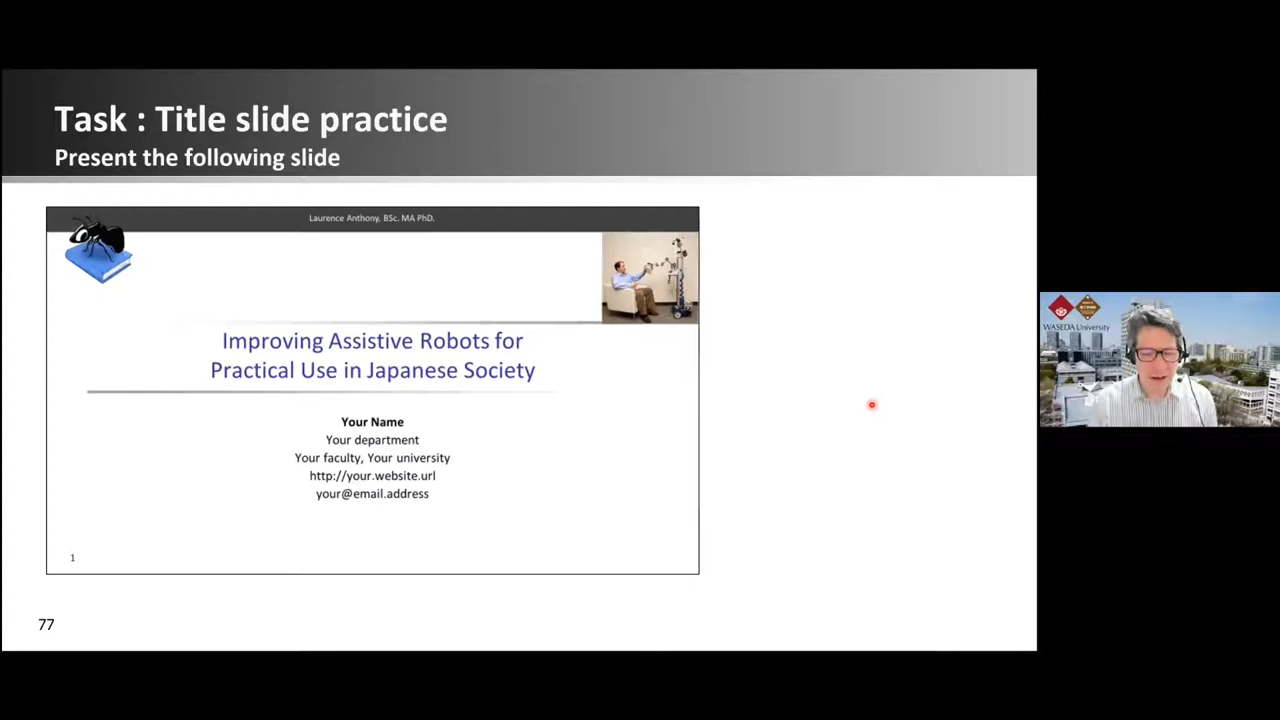 Task : Title slide practice
Present the following slide
Laurence Anthony, BSc. MA PhD.
Improving Assistive Robots for
Practical Use in Japanese Society
Your Name
Your department
Your faculty, Your university
http://your.website.url
your@email.address
1
77
WASEDA University